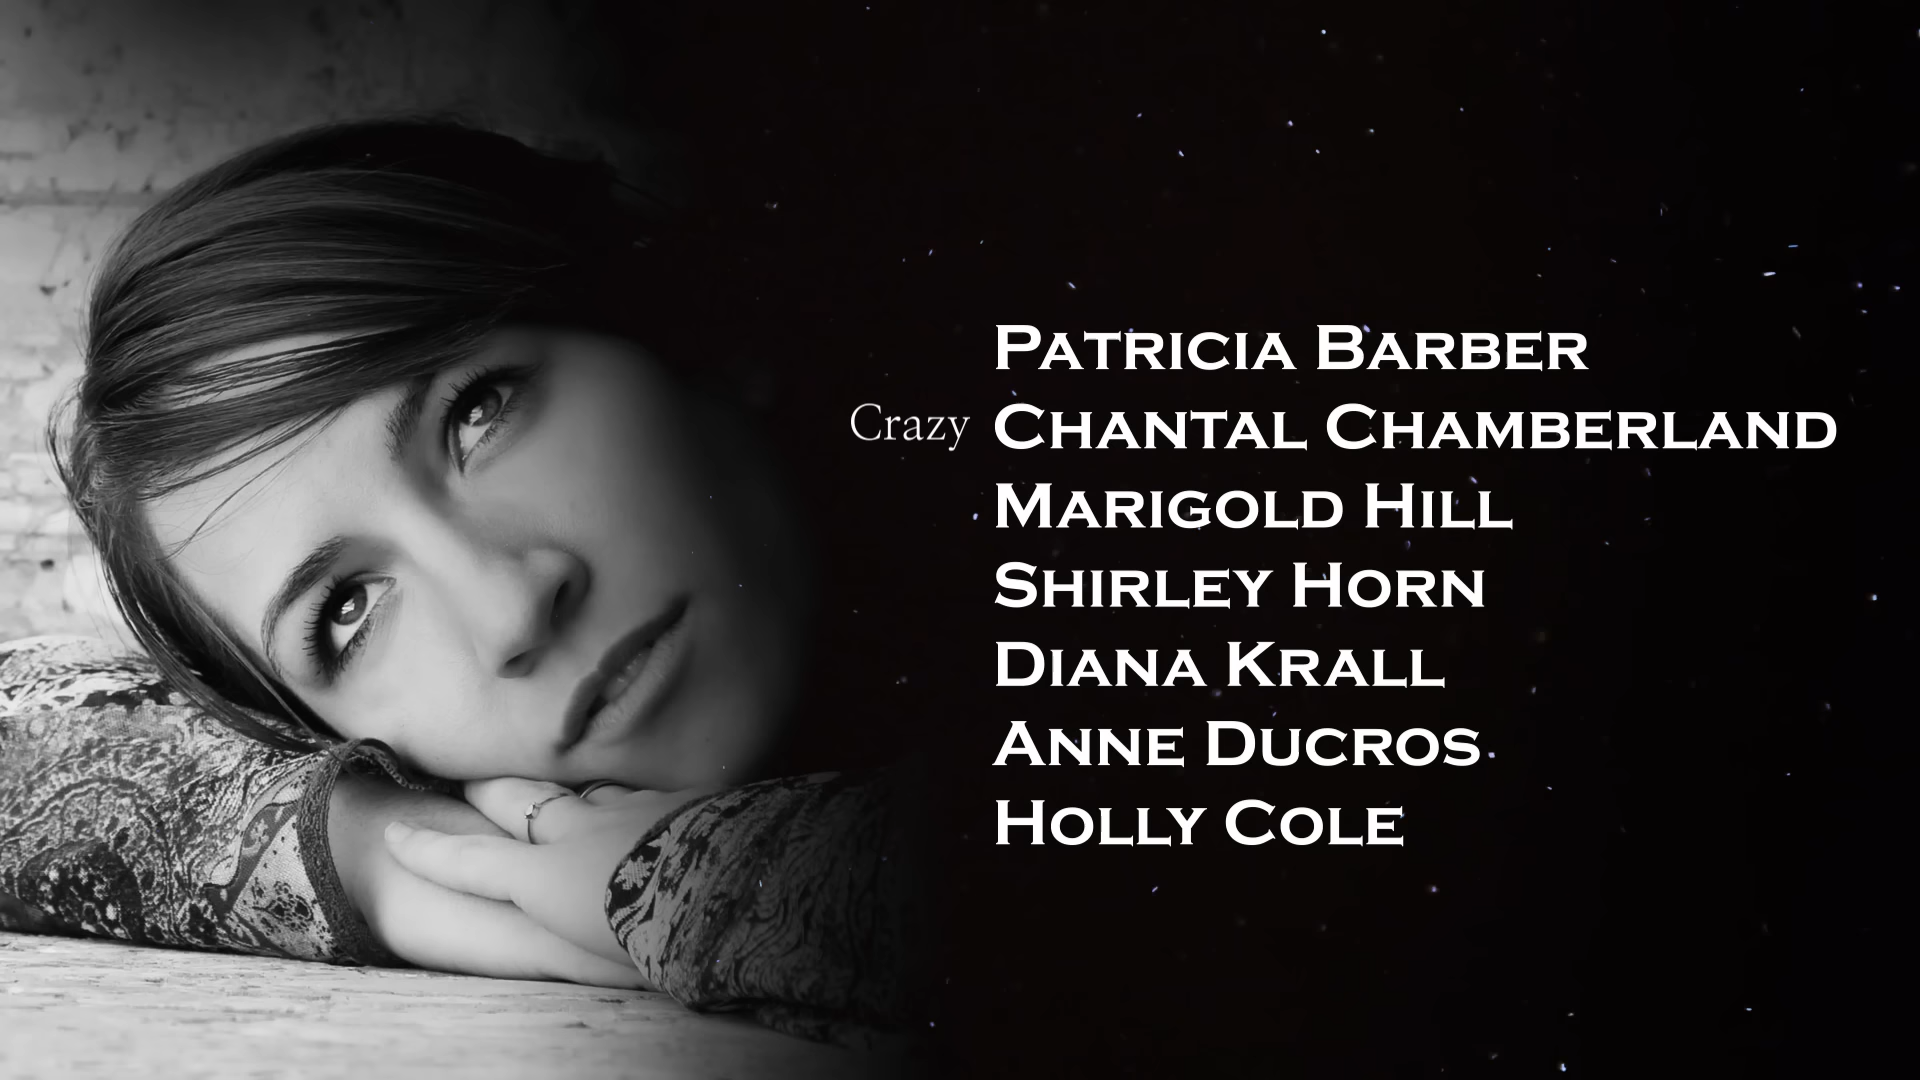 Patricia Barber
Crazy Chantal Chamberland
Marigold Hill
Shirley Horn
Diana Krall
Anne Ducros
Holly Cole